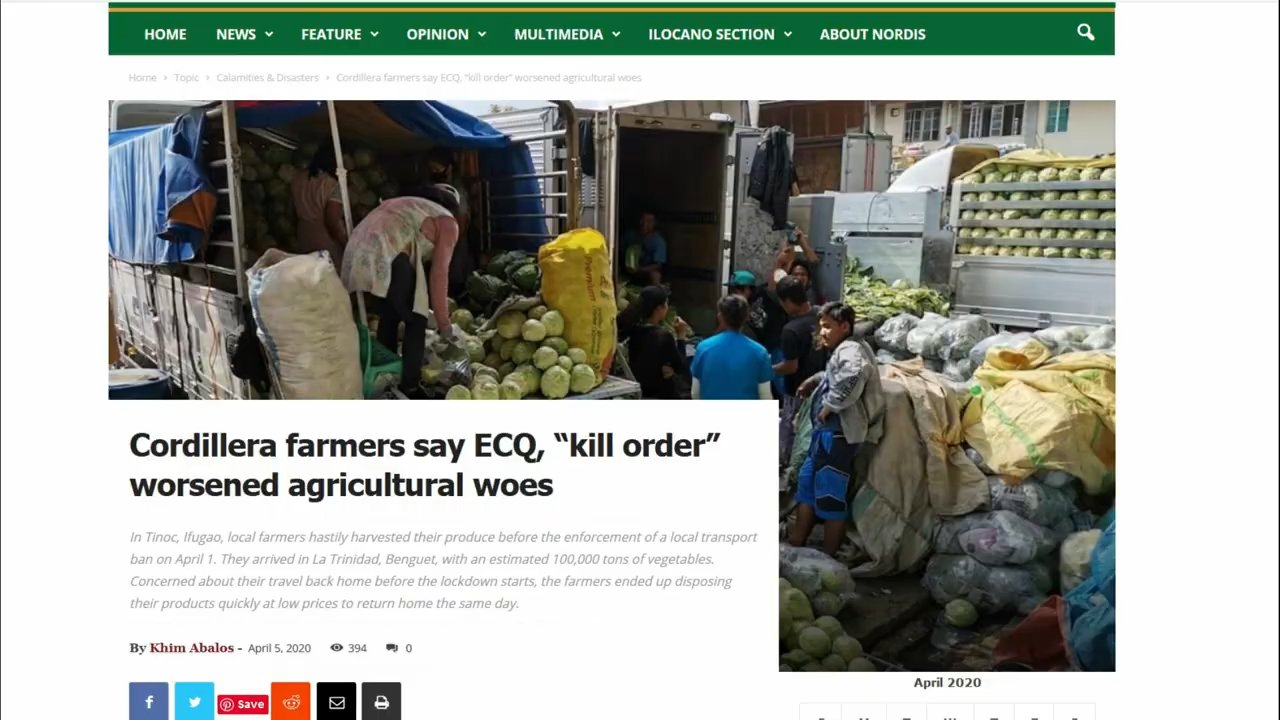 HOME NEWS FEATURE OPINION MULTIMEDIA ILOCANO SECTION ABOUT NORDIS
Home › Topic › Calamities & Disasters › Cordillera farmers say ECQ, “kill order” worsened agricultural woes
Cordillera farmers say ECQ, “kill order”
worsened agricultural woes
In Tinoc, Ifugao, local farmers hastily harvested their produce before the enforcement of a local transport
ban on April 1. They arrived in La Trinidad, Benguet, with an estimated 100,000 tons of vegetables.
Concerned about their travel back home before the lockdown starts, the farmers ended up disposing
their products quickly at low prices to return home the same day.
By Khim Abalos - April 5, 2020 394 0
Save
April 2020